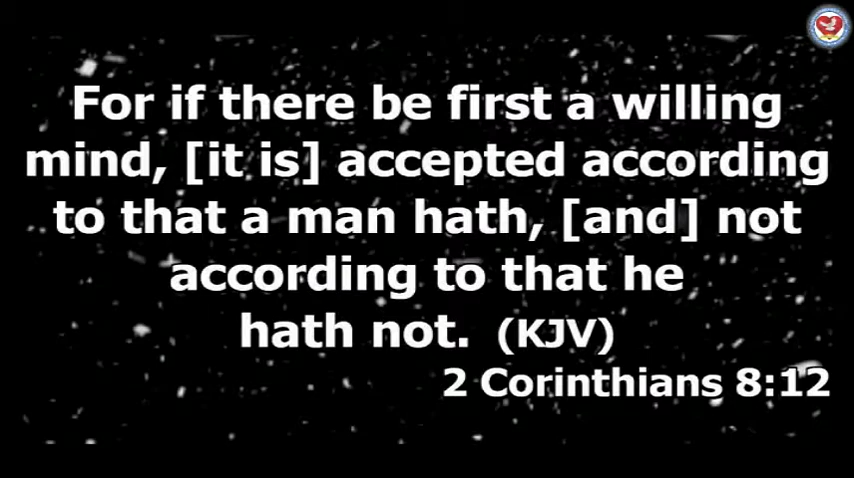 For if there be first a willing
mind, [it is] accepted according
to that a man hath, [and] not
according to that he
hath not. (KJV)
2 Corinthians 8:12